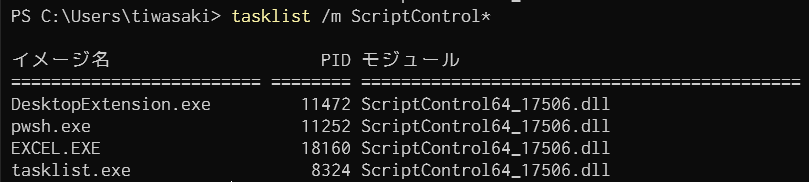 PS C:\Users\tiwasaki> tasklist /m ScriptControl*
イメージ名                     PID モジュール
========================= ======== ============================================
DesktopExtension.exe         11472 ScriptControl64_17506.dll
pwsh.exe                     11252 ScriptControl64_17506.dll
EXCEL.EXE                    18160 ScriptControl64_17506.dll
tasklist.exe                  8324 ScriptControl64_17506.dll